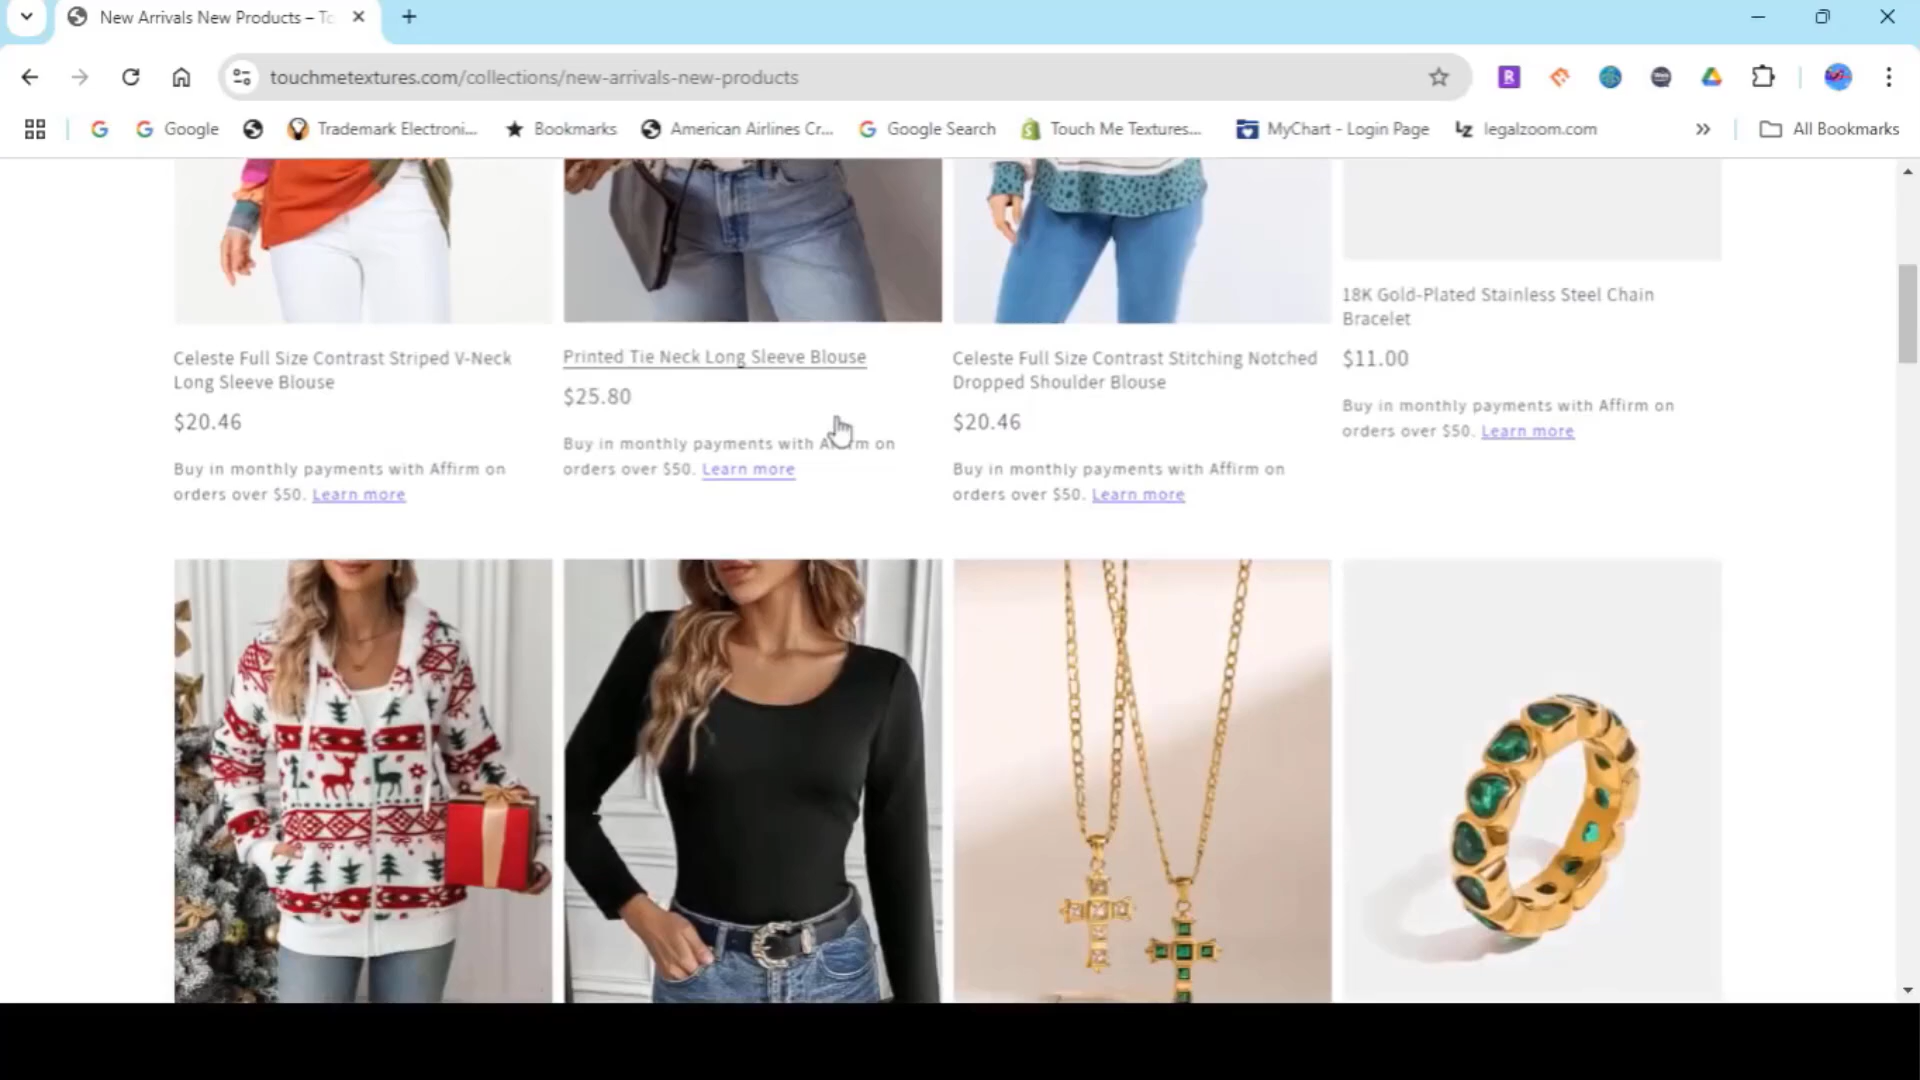 New Arrivals New Products – To
touchmetextures.com/collections/new-arrivals-new-products
Google
Trademark Electroni...
Bookmarks
American Airlines Cr...
Google Search
Touch Me Textures...
MyChart - Login Page
legalzoom.com
All Bookmarks
Celeste Full Size Contrast Striped V-Neck
Long Sleeve Blouse
$20.46
Buy in monthly payments with Affirm on
orders over $50. Learn more
Printed Tie Neck Long Sleeve Blouse
$25.80
Buy in monthly payments with Affirm on
orders over $50. Learn more
Celeste Full Size Contrast Stitching Notched
Dropped Shoulder Blouse
$20.46
Buy in monthly payments with Affirm on
orders over $50. Learn more
18K Gold-Plated Stainless Steel Chain
Bracelet
$11.00
Buy in monthly payments with Affirm on
orders over $50. Learn more